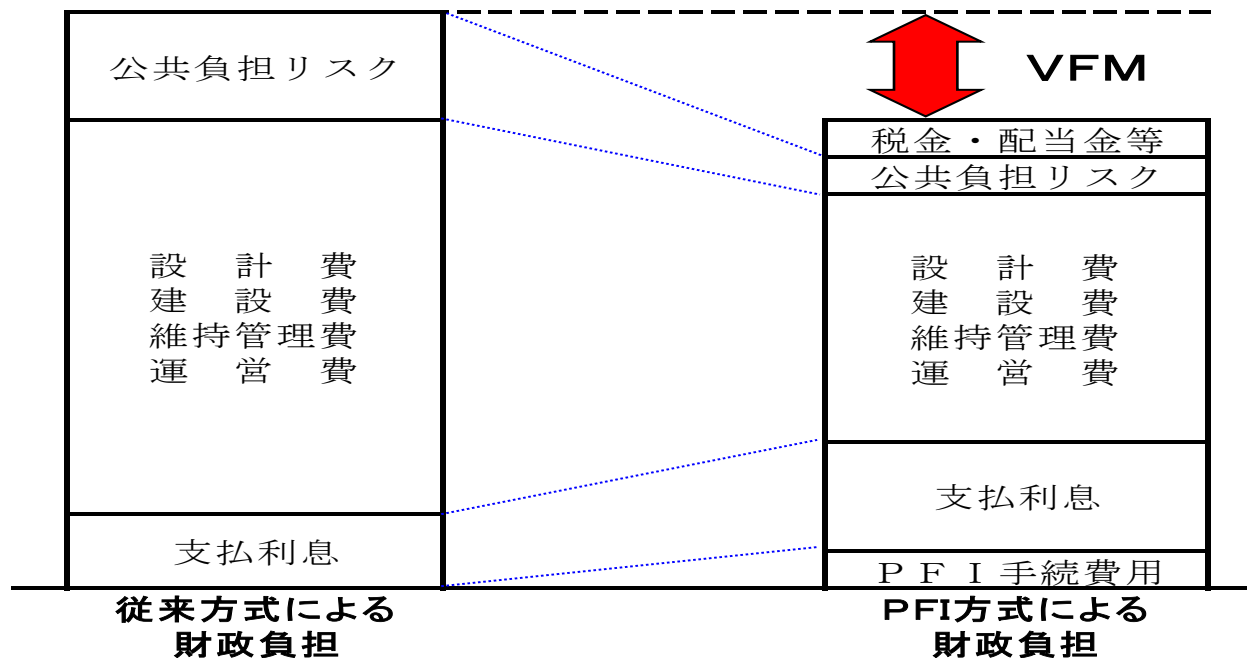 公共負担リスク
設計費
建設費
維持管理費
運営費
支払利息
従来方式による
財政負担
VFM
税金・配当金等
公共負担リスク
設計費
建設費
維持管理費
運営費
支払利息
ＰＦＩ手続費用
PFI方式による
財政負担